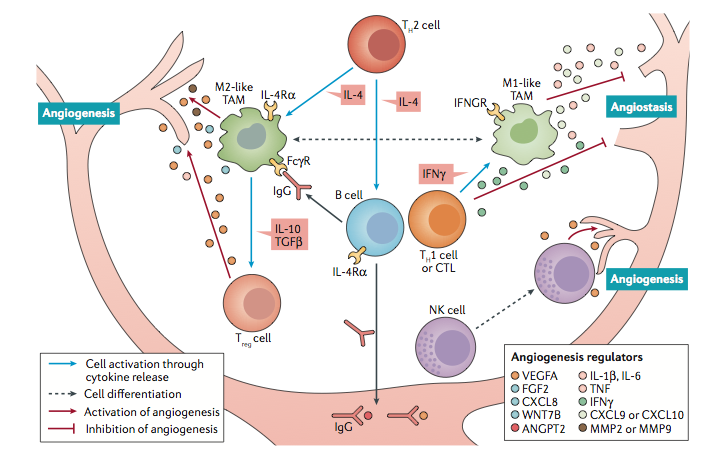 T_H2 cell
M2-like
TAM
IL-4Rα
IL-4
IL-4
IFNGR
M1-like
TAM
Angiogenesis
Angiostasis
FcγR
IgG
IFNγ
B cell
IL-10
TGFβ
IL-4Rα
T_H1 cell
or CTL
Angiogenesis
NK cell
T_reg cell
Cell activation through
cytokine release
Cell differentiation
Activation of angiogenesis
Inhibition of angiogenesis
IgG
Angiogenesis regulators
VEGFA
FGF2
CXCL8
WNT7B
ANGPT2
IL-1β, IL-6
TNF
IFNγ
CXCL9 or CXCL10
MMP2 or MMP9